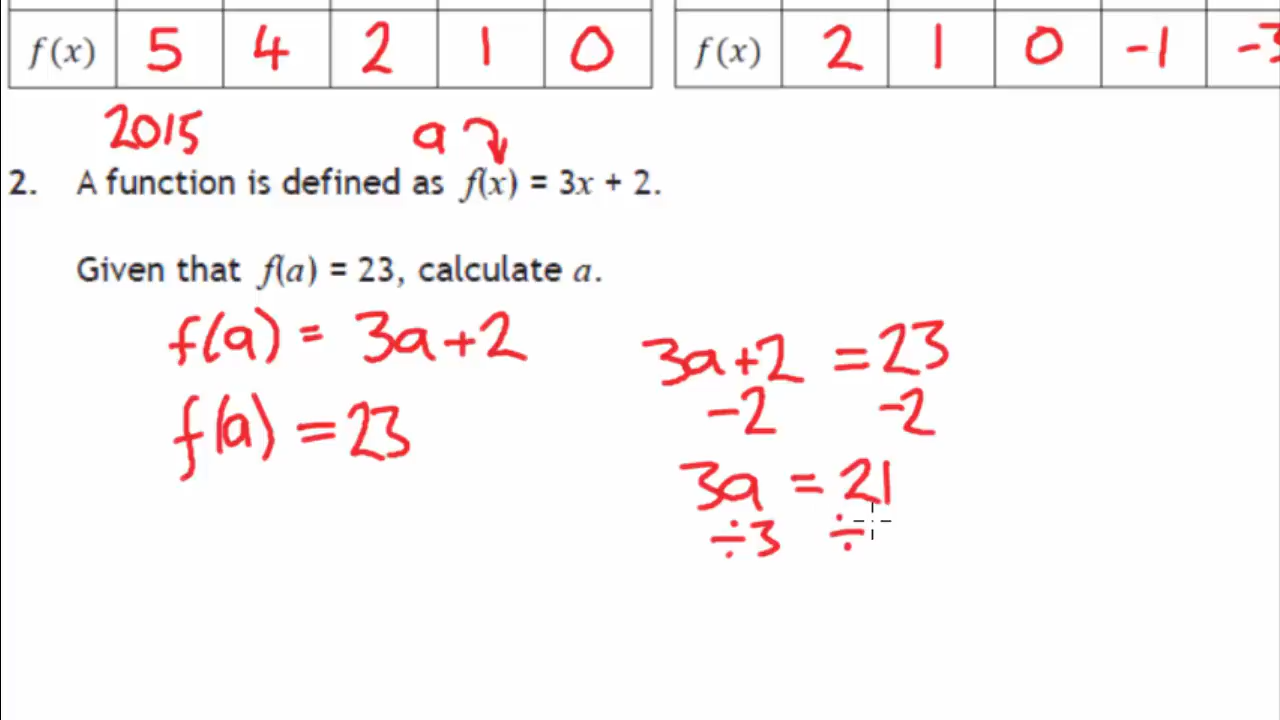 f(x) 5 4 2 1 0
f(x) 2 1 0 -1 -3
2015
a
2. A function is defined as f(x) = 3x + 2.
Given that f(a) = 23, calculate a.
f(a) = 3a+2
f(a) = 23
3a+2 = 23
-2 -2
3a = 21
÷3 ÷